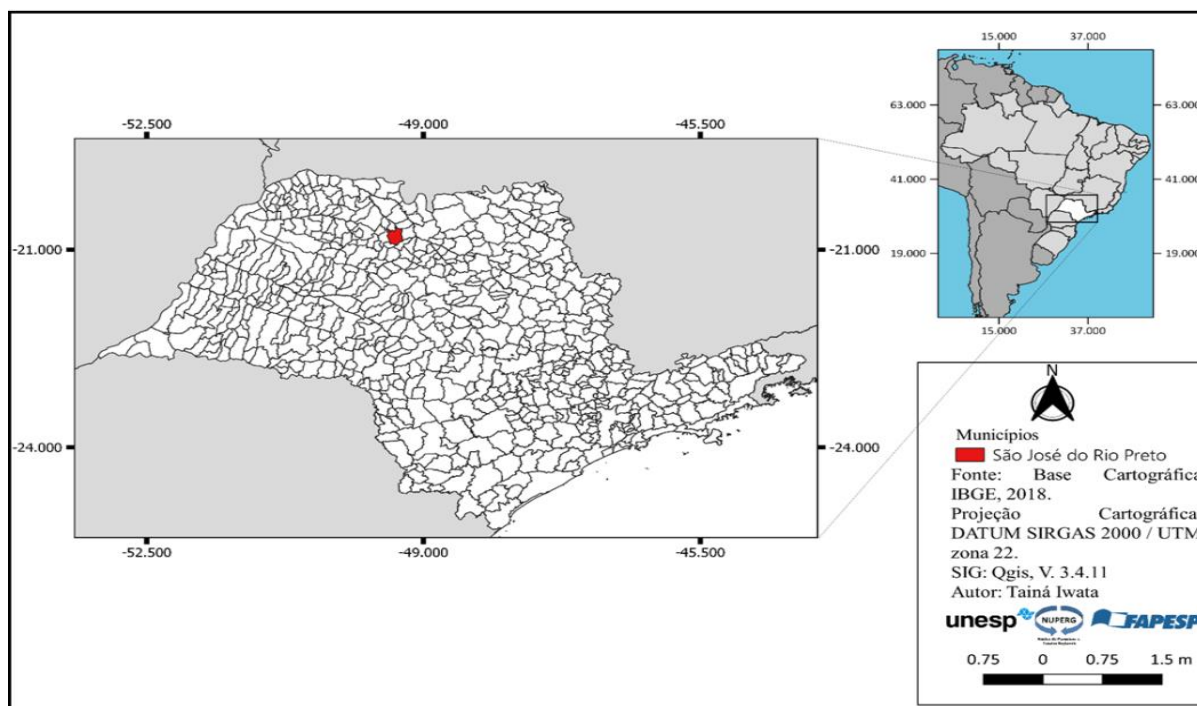 15.000 37.000
63.000 63.000
41.000 41.000
19.000 19.000
15.000 37.000
-52.500 -49.000 -45.500
-21.000 -21.000
-24.000 -24.000
-52.500 -49.000 -45.500
N
Municípios
São José do Rio Preto
Fonte: Base Cartográfica
IBGE, 2018.
Projeção Cartográfica
DATUM SIRGAS 2000 / UTM
zona 22.
SIG: Qgis, V. 3.4.11
Autor: Tainá Iwata
unesp NUPERG FAPESP
0.75 0 0.75 1.5 m